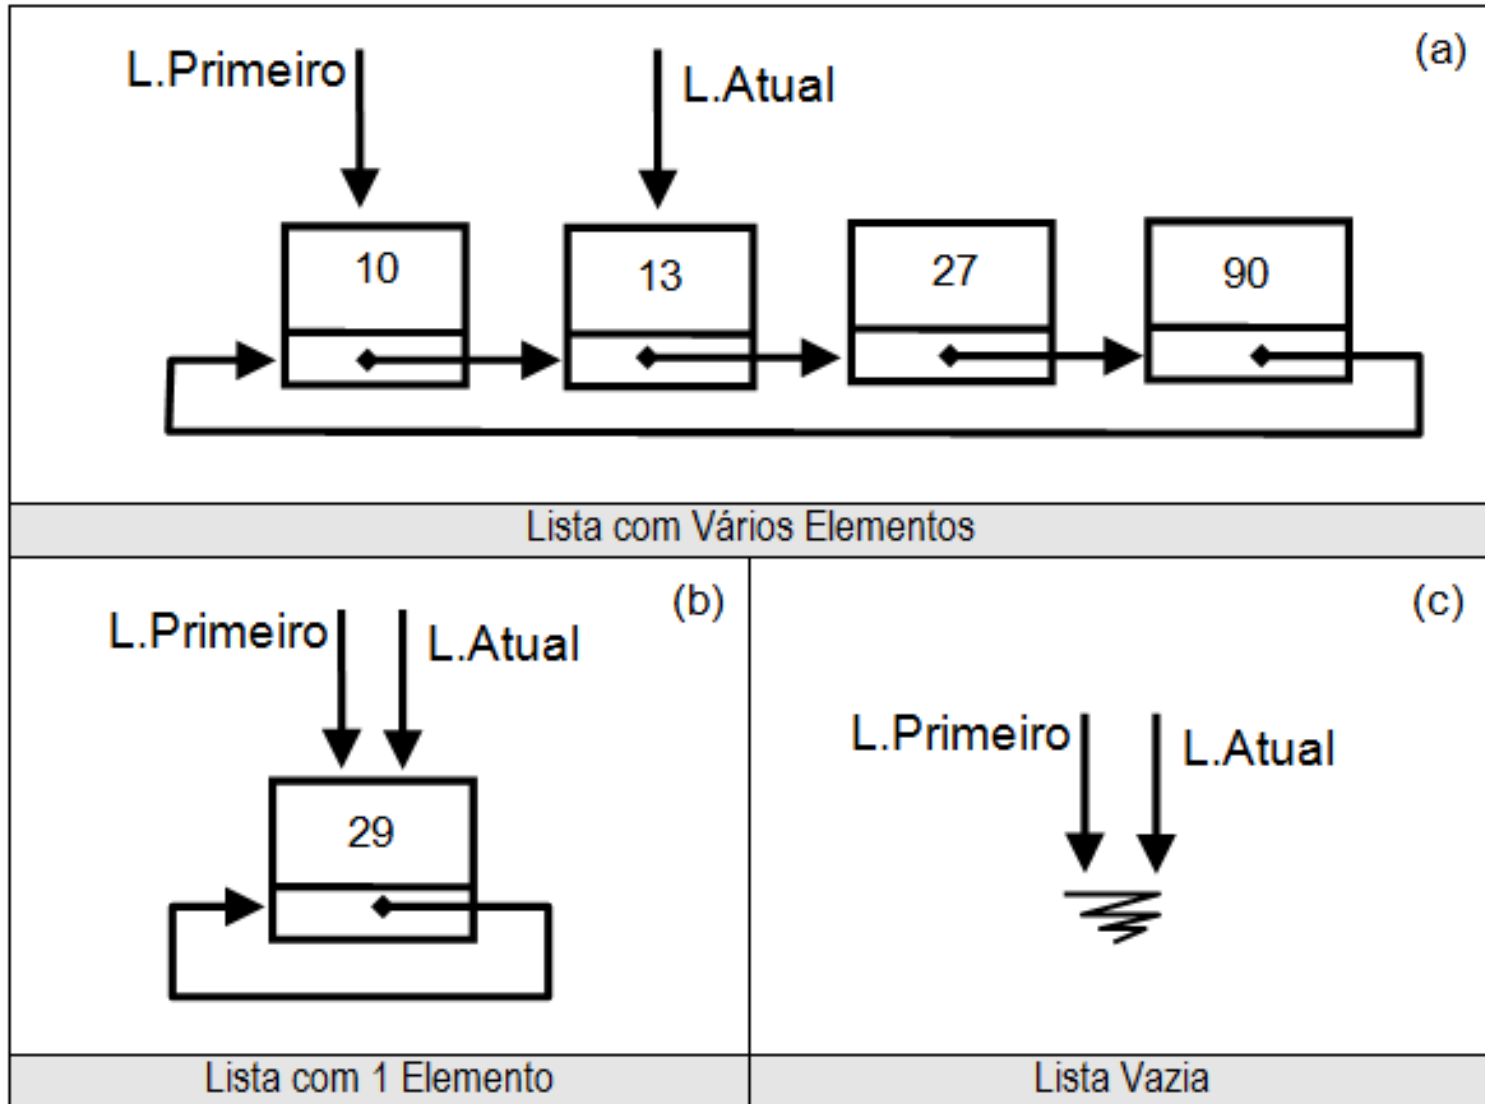 (a)
L.Primeiro
L.Atual
10
13
27
90
Lista com Vários Elementos
(b)
L.Primeiro
L.Atual
29
Lista com 1 Elemento
(c)
L.Primeiro
L.Atual
Lista Vazia